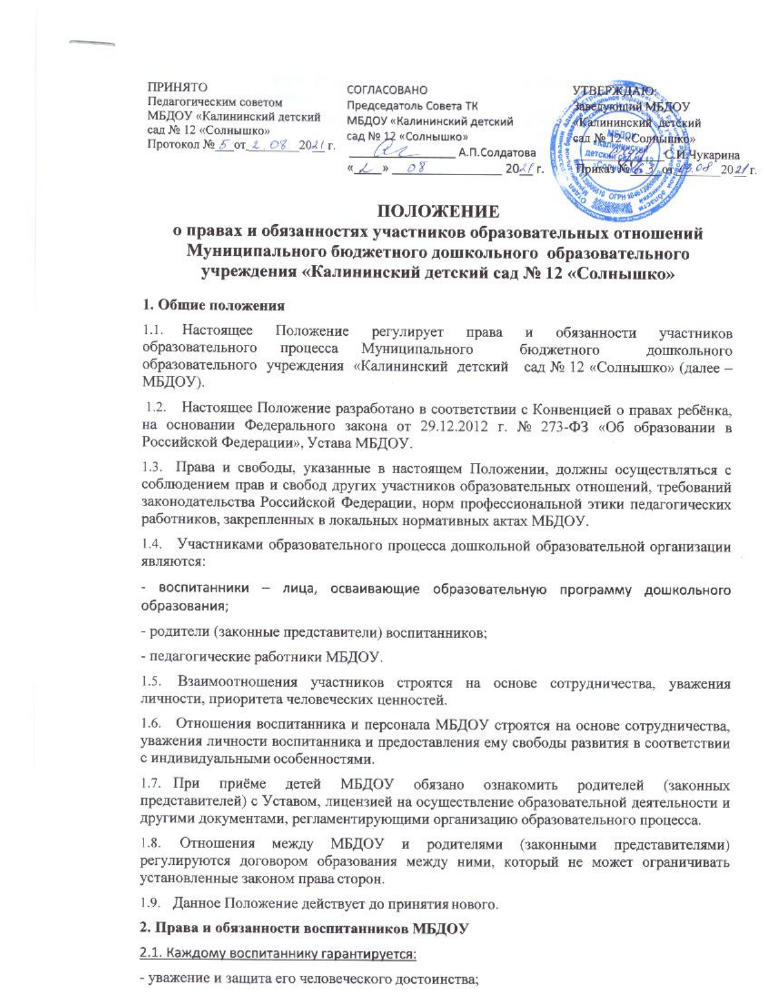 ПРИНЯТО
Педагогическим советом
МБДОУ «Калининский детский
сад № 12 «Солнышко»
Протокол № 5 от 2. 08 2021 г.
СОГЛАСОВАНО
Председатоль Совета ТК
МБДОУ «Калининский детский
сад № 12 «Солнышко»
А.П.Солдатова
« 2 » 08 2021 г.
УТВЕРЖДАЮ:
Заведующий МБДОУ
«Калининский детский
сад № 12 «Солнышко»
С.И.Чукарина
Приказ № 63 от 03.08 2021 г.
МБДОУ
«Калининский
детский сад № 12
«Солнышко»
ПОЛОЖЕНИЕ
о правах и обязанностях участников образовательных отношений
Муниципального бюджетного дошкольного образовательного
учреждения «Калининский детский сад № 12 «Солнышко»
1. Общие положения
1.1. Настоящее Положение регулирует права и обязанности участников
образовательного процесса Муниципального бюджетного дошкольного
образовательного учреждения «Калининский детский сад № 12 «Солнышко» (далее –
МБДОУ).
1.2. Настоящее Положение разработано в соответствии с Конвенцией о правах ребёнка,
на основании Федерального закона от 29.12.2012 г. № 273-ФЗ «Об образовании в
Российской Федерации», Устава МБДОУ.
1.3. Права и свободы, указанные в настоящем Положении, должны осуществляться с
соблюдением прав и свобод других участников образовательных отношений, требований
законодательства Российской Федерации, норм профессиональной этики педагогических
работников, закрепленных в локальных нормативных актах МБДОУ.
1.4. Участниками образовательного процесса дошкольной образовательной организации
являются:
- воспитанники – лица, осваивающие образовательную программу дошкольного
образования;
- родители (законные представители) воспитанников;
- педагогические работники МБДОУ.
1.5. Взаимоотношения участников строятся на основе сотрудничества, уважения
личности, приоритета человеческих ценностей.
1.6. Отношения воспитанника и персонала МБДОУ строятся на основе сотрудничества,
уважения личности воспитанника и предоставления ему свободы развития в соответствии
с индивидуальными особенностями.
1.7. При приёме детей МБДОУ обязано ознакомить родителей (законных
представителей) с Уставом, лицензией на осуществление образовательной деятельности и
другими документами, регламентирующими организацию образовательного процесса.
1.8. Отношения между МБДОУ и родителями (законными представителями)
регулируются договором образования между ними, который не может ограничивать
установленные законом права сторон.
1.9. Данное Положение действует до принятия нового.
2. Права и обязанности воспитанников МБДОУ
2.1. Каждому воспитаннику гарантируется:
- уважение и защита его человеческого достоинства;